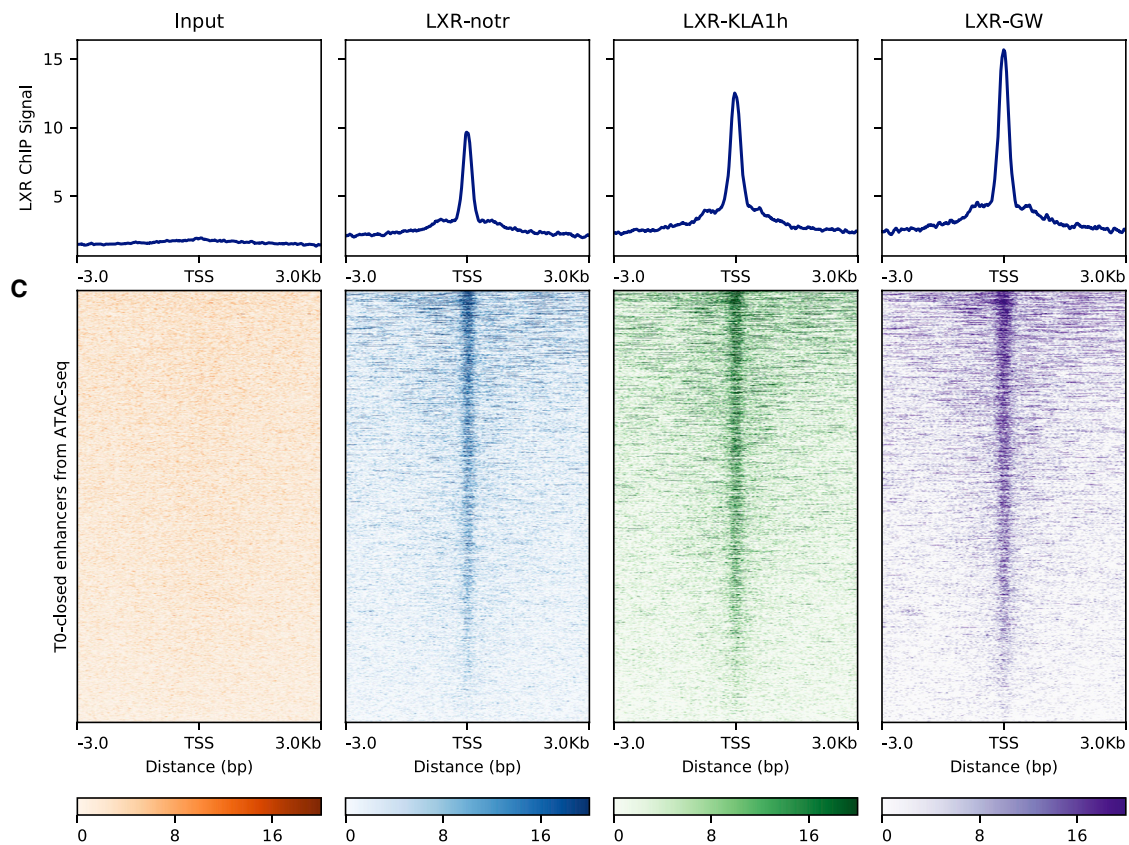 Input LXR-notr LXR-KLA1h LXR-GW
LXR ChIP Signal
15
10
5
-3.0 TSS 3.0Kb -3.0 TSS 3.0Kb -3.0 TSS 3.0Kb -3.0 TSS 3.0Kb
C
T0-closed enhancers from ATAC-seq
-3.0 TSS 3.0Kb -3.0 TSS 3.0Kb -3.0 TSS 3.0Kb -3.0 TSS 3.0Kb
Distance (bp) Distance (bp) Distance (bp) Distance (bp)
0 8 16 0 8 16 0 8 16 0 8 16